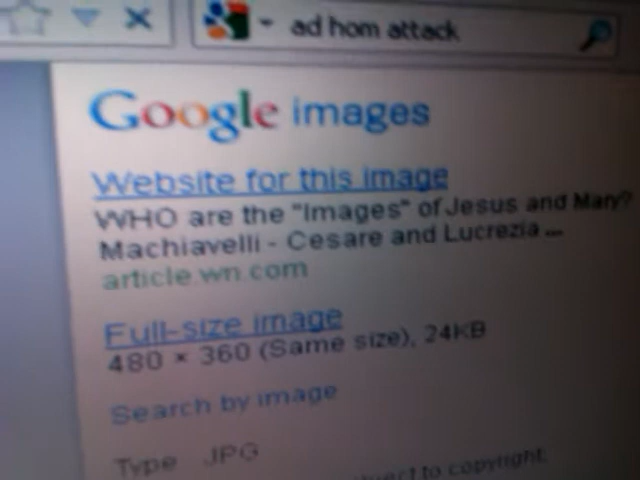 ad hom attack
Google images
Website for this image
WHO are the "Images" of Jesus and Mary?
Machiavelli - Cesare and Lucrezia ...
article.wn.com
Full-size image
480 × 360 (Same size), 24KB
Search by image
Type JPG
to copyright.